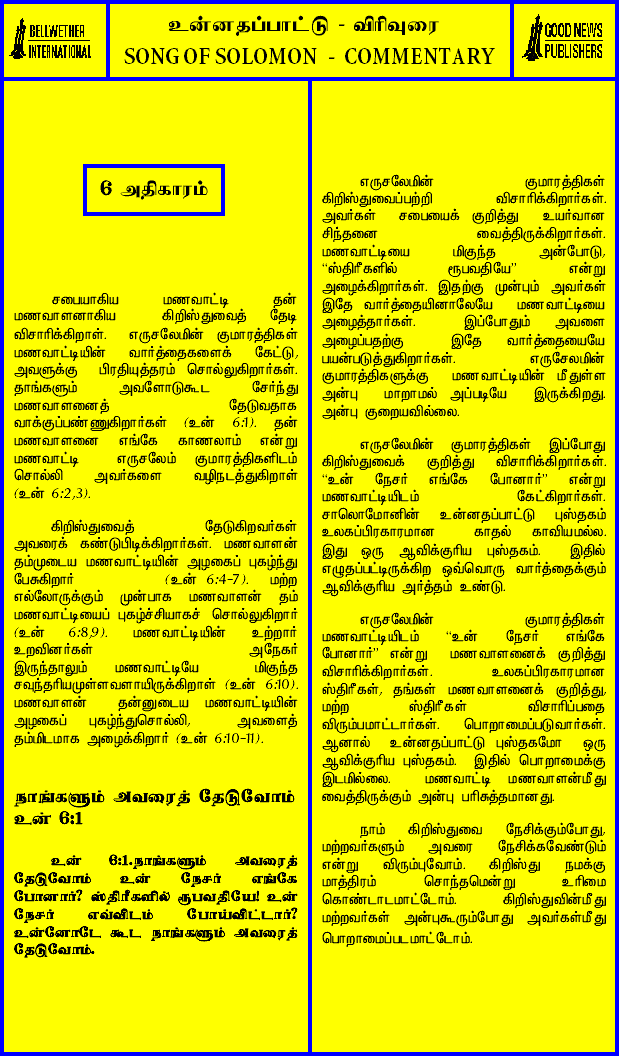 BELLWETHER
INTERNATIONAL
உன்னதப்பாட்டு - விரிவுரை
SONG OF SOLOMON - COMMENTARY
GOOD NEWS
PUBLISHERS
6 அதிகாரம்
சபையாகிய மணவாட்டி தன்
மணவாளனாகிய கிறிஸ்துவைத் தேடி
விசாரிக்கிறாள். எருசலேமின் குமாரத்திகள்
மணவாட்டியின் வார்த்தைகளைக் கேட்டு,
அவளுக்கு பிரதியுத்தரம் சொல்லுகிறார்கள்.
தாங்களும் அவளோடுகூட சேர்ந்து
மணவாளனைத் தேடுவதாக
வாக்குப்பண்ணுகிறார்கள் (உன் 6:1). தன்
மணவாளனை எங்கே காணலாம் என்று
மணவாட்டி எருசலேம் குமாரத்திகளிடம்
சொல்லி அவர்களை வழிநடத்துகிறாள்
(உன் 6:2,3).
கிறிஸ்துவைத் தேடுகிறவர்கள்
அவரைக் கண்டுபிடிக்கிறார்கள். மணவாளன்
தம்முடைய மணவாட்டியின் அழகைப் புகழ்ந்து
பேசுகிறார் (உன் 6:4-7). மற்ற
எல்லோருக்கும் முன்பாக மணவாளன் தம்
மணவாட்டியைப் புகழ்ச்சியாகச் சொல்லுகிறார்
(உன் 6:8,9). மணவாட்டியின் உற்றார்
உறவினர்கள் அநேகர்
இருந்தாலும் மணவாட்டியே மிகுந்த
சவுந்தரியமுள்ளவளாயிருக்கிறாள் (உன் 6:10).
மணவாளன் தன்னுடைய மணவாட்டியின்
அழகைப் புகழ்ந்துசொல்லி, அவளைத்
தம்மிடமாக அழைக்கிறார் (உன் 6:10-11).
நாங்களும் அவரைத் தேடுவோம்
உன் 6:1
உன் 6:1.நாங்களும் அவரைத்
தேடுவோம் உன் நேசர் எங்கே
போனார்? ஸ்திரீகளில் ரூபவதியே! உன்
நேசர் எவ்விடம் போய்விட்டார்?
உன்னோடே கூட நாங்களும் அவரைத்
தேடுவோம்.
எருசலேமின் குமாரத்திகள்
கிறிஸ்துவைப்பற்றி விசாரிக்கிறார்கள்.
அவர்கள் சபையைக் குறித்து உயர்வான
சிந்தனை வைத்திருக்கிறார்கள்.
மணவாட்டியை மிகுந்த அன்போடு,
“ஸ்திரீகளில் ரூபவதியே” என்று
அழைக்கிறார்கள். இதற்கு முன்பும் அவர்கள்
இதே வார்த்தையினாலேயே மணவாட்டியை
அழைத்தார்கள். இப்போதும் அவளை
அழைப்பதற்கு இதே வார்த்தையையே
பயன்படுத்துகிறார்கள். எருசேலமின்
குமாரத்திகளுக்கு மணவாட்டியின் மீதுள்ள
அன்பு மாறாமல் அப்படியே இருக்கிறது.
அன்பு குறையவில்லை.
எருசலேமின் குமாரத்திகள் இப்போது
கிறிஸ்துவைக் குறித்து விசாரிக்கிறார்கள்.
“உன் நேசர் எங்கே போனார்” என்று
மணவாட்டியிடம் கேட்கிறார்கள்.
சாலொமோனின் உன்னதப்பாட்டு புஸ்தகம்
உலகப்பிரகாரமான காதல் காவியமல்ல.
இது ஒரு ஆவிக்குரிய புஸ்தகம். இதில்
எழுதப்பட்டிருக்கிற ஒவ்வொரு வார்த்தைக்கும்
ஆவிக்குரிய அர்த்தம் உண்டு.
எருசலேமின் குமாரத்திகள்
மணவாட்டியிடம் “உன் நேசர் எங்கே
போனார்” என்று மணவாளனைக் குறித்து
விசாரிக்கிறார்கள். உலகப்பிரகாரமான
ஸ்திரீகள், தங்கள் மணவாளனைக் குறித்து,
மற்ற ஸ்திரீகள் விசாரிப்பதை
விரும்பமாட்டார்கள். பொறாமைப்படுவார்கள்.
ஆனால் உன்னதப்பாட்டு புஸ்தகமோ ஒரு
ஆவிக்குரிய புஸ்தகம். இதில் பொறாமைக்கு
இடமில்லை. மணவாட்டி மணவாளன்மீது
வைத்திருக்கும் அன்பு பரிசுத்தமானது.
நாம் கிறிஸ்துவை நேசிக்கும்போது,
மற்றவர்களும் அவரை நேசிக்கவேண்டும்
என்று விரும்புவோம். கிறிஸ்து நமக்கு
மாத்திரம் சொந்தமென்று உரிமை
கொண்டாடமாட்டோம். கிறிஸ்துவின்மீது
மற்றவர்கள் அன்புகூரும்போது அவர்கள்மீது
பொறாமைப்படமாட்டோம்.